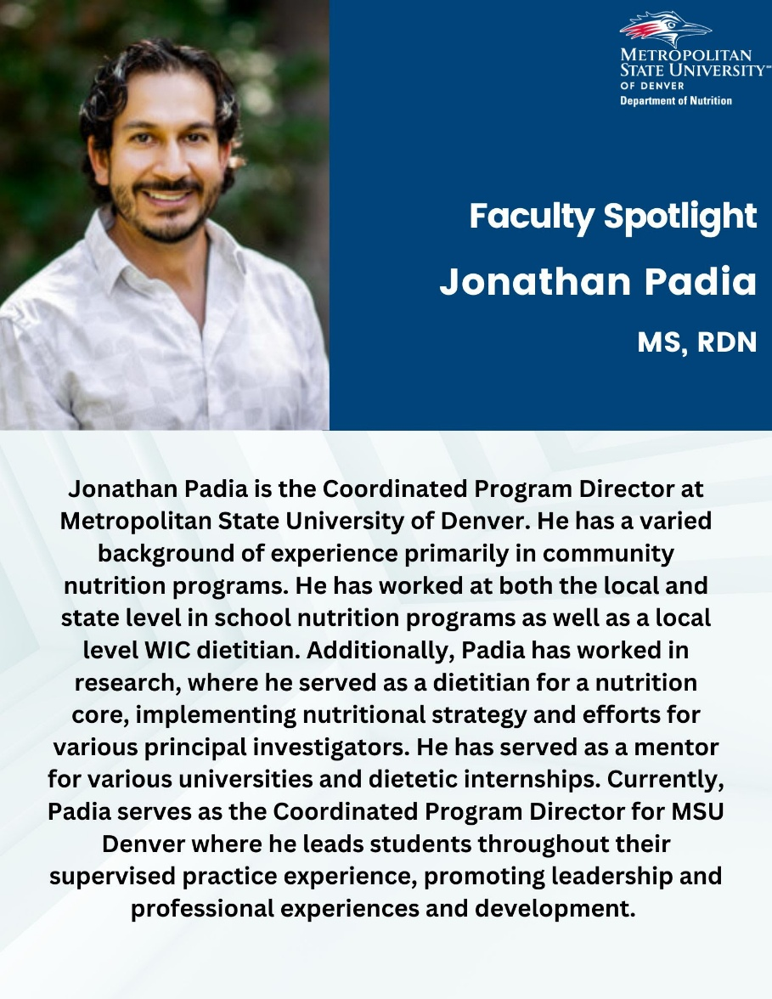 METROPOLITAN
STATE UNIVERSITY℠
OF DENVER
Department of Nutrition
Faculty Spotlight
Jonathan Padia
MS, RDN
Jonathan Padia is the Coordinated Program Director at
Metropolitan State University of Denver. He has a varied
background of experience primarily in community
nutrition programs. He has worked at both the local and
state level in school nutrition programs as well as a local
level WIC dietitian. Additionally, Padia has worked in
research, where he served as a dietitian for a nutrition
core, implementing nutritional strategy and efforts for
various principal investigators. He has served as a mentor
for various universities and dietetic internships. Currently,
Padia serves as the Coordinated Program Director for MSU
Denver where he leads students throughout their
supervised practice experience, promoting leadership and
professional experiences and development.